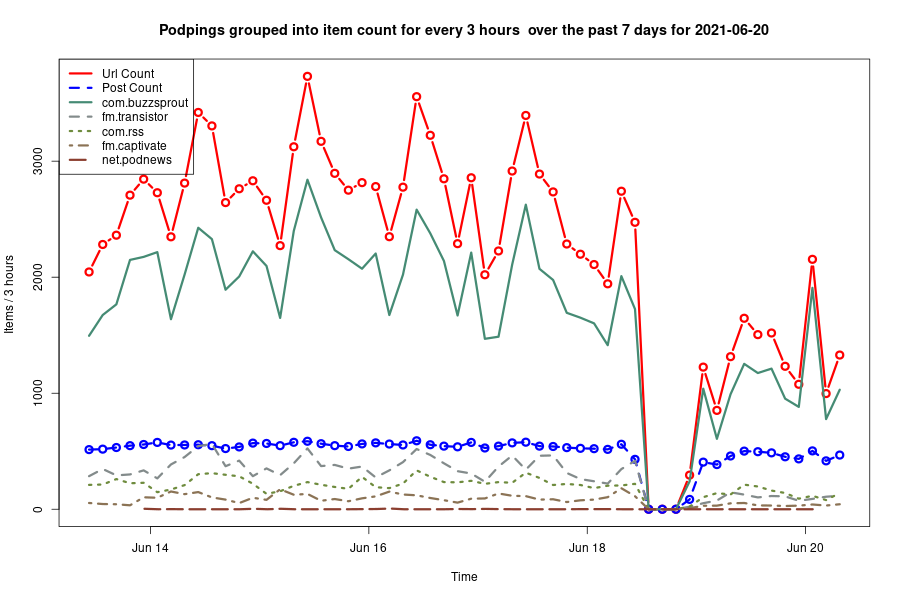 Podpings grouped into item count for every 3 hours  over the past 7 days for 2021-06-20
Url Count
Post Count
com.buzzsprout
fm.transistor
com.rss
fm.captivate
net.podnews
Items / 3 hours
3000
2000
1000
0
Jun 14
Jun 16
Jun 18
Jun 20
Time